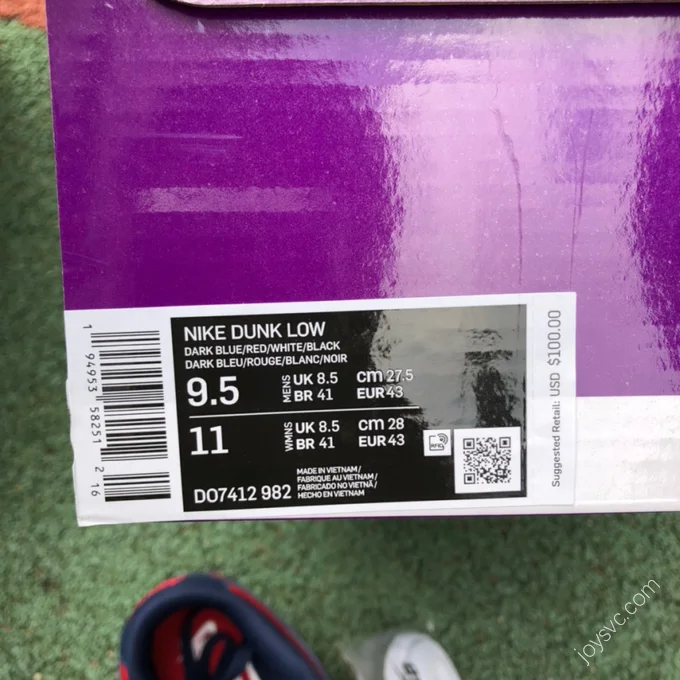 NIKE DUNK LOW
DARK BLUE/RED/WHITE/BLACK
DARK BLEU/ROUGE/BLANC/NOIR
9.5 MENS UK 8.5 cm 27.5
BR 41 EUR 43
11 WMNS UK 8.5 cm 28
BR 41 EUR 43
DO7412 982
MADE IN VIETNAM/
FABRIQUE AU VIETNAM/
FABRICADO NO VIETNÃ/
HECHO EN VIETNAM
RFID
1 94953 58251 2 16
Suggested Retail: USD $100.00
joysvc.com